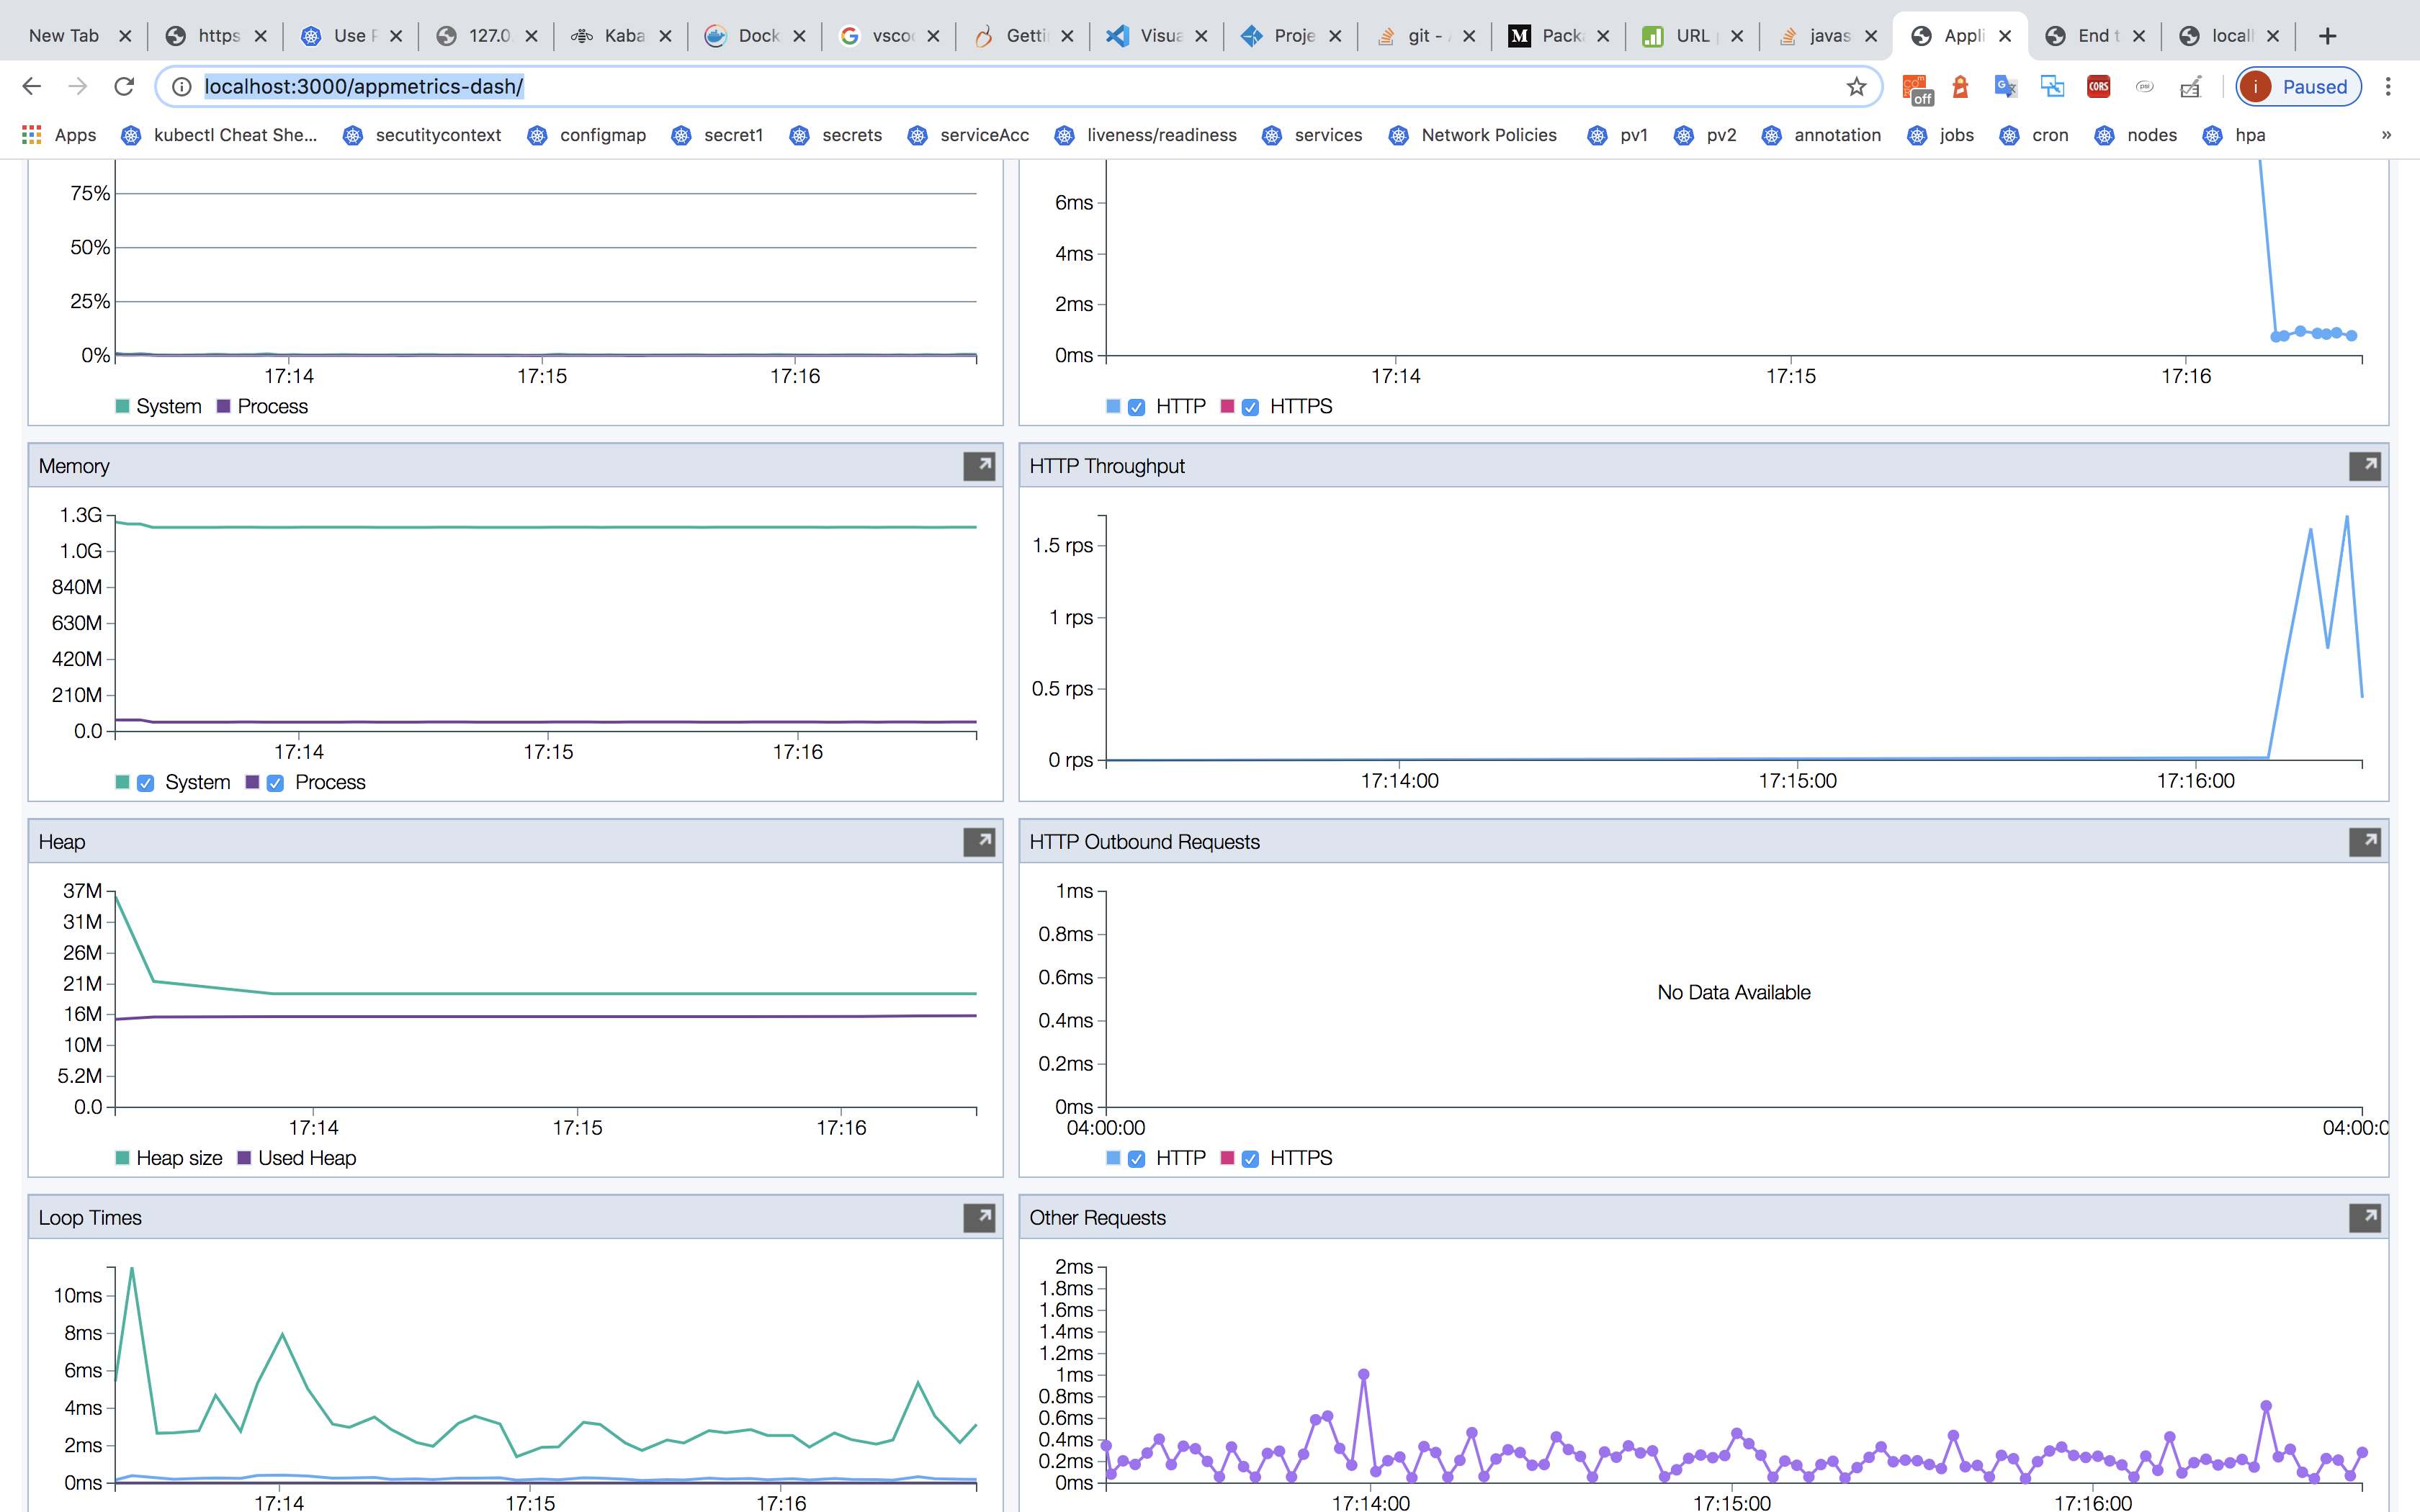 New Tab https Use F 127.0. Kaba Dock vscod Getti Visua Proje git - Pack URL javas Appli End t locall
localhost:3000/appmetrics-dash/ off CORS psi i Paused
Apps kubectl Cheat She... secutitycontext configmap secret1 secrets serviceAcc liveness/readiness services Network Policies pv1 pv2 annotation jobs cron nodes hpa »
75%
50%
25%
0%
17:14 17:15 17:16
System Process
6ms
4ms
2ms
0ms
17:14 17:15 17:16
HTTP HTTPS
Memory
1.3G
1.0G
840M
630M
420M
210M
0.0
17:14 17:15 17:16
System Process
HTTP Throughput
1.5 rps
1 rps
0.5 rps
0 rps
17:14:00 17:15:00 17:16:00
Heap
37M
31M
26M
21M
16M
10M
5.2M
0.0
17:14 17:15 17:16
Heap size Used Heap
HTTP Outbound Requests
1ms
0.8ms
0.6ms
No Data Available
0.4ms
0.2ms
0ms
04:00:00 04:00:0
HTTP HTTPS
Loop Times
10ms
8ms
6ms
4ms
2ms
0ms
17:14 17:15 17:16
Other Requests
2ms
1.8ms
1.6ms
1.4ms
1.2ms
1ms
0.8ms
0.6ms
0.4ms
0.2ms
0ms
17:14:00 17:15:00 17:16:00